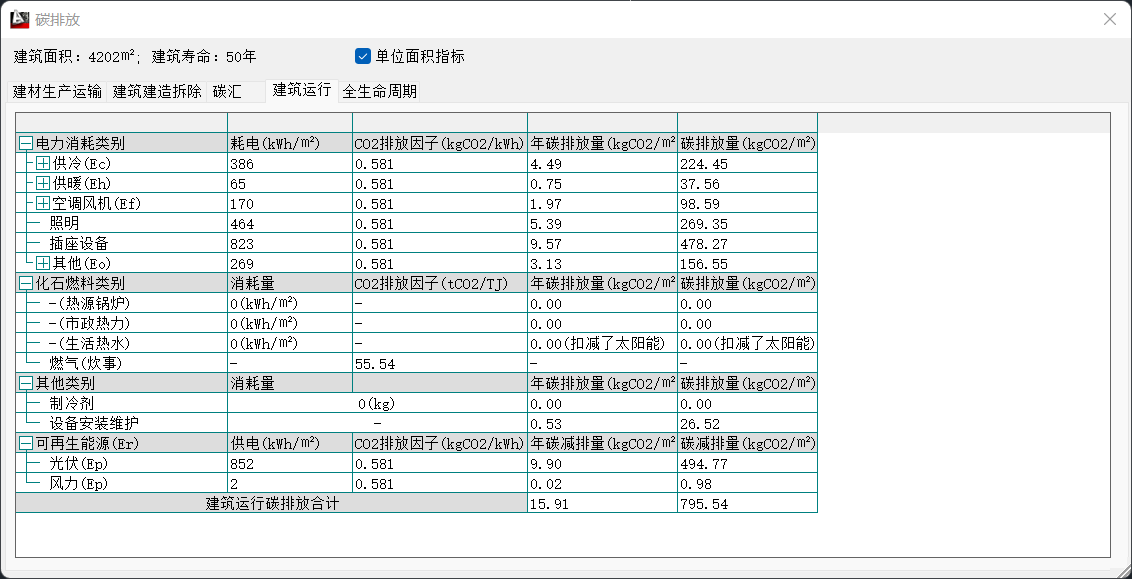 碳排放
建筑面积：4202㎡；建筑寿命：50年 单位面积指标
建材生产运输 建筑建造拆除 碳汇 建筑运行 全生命周期
电力消耗类别 耗电(kWh/㎡) CO2排放因子(kgCO2/kWh) 年碳排放量(kgCO2/㎡ 碳排放量(kgCO2/㎡)
供冷(Ec) 386 0.581 4.49 224.45
供暖(Eh) 65 0.581 0.75 37.56
空调风机(Ef) 170 0.581 1.97 98.59
照明 464 0.581 5.39 269.35
插座设备 823 0.581 9.57 478.27
其他(Eo) 269 0.581 3.13 156.55
化石燃料类别 消耗量 CO2排放因子(tCO2/TJ) 年碳排放量(kgCO2/㎡ 碳排放量(kgCO2/㎡)
-(热源锅炉) 0(kWh/㎡) - 0.00 0.00
-(市政热力) 0(kWh/㎡) - 0.00 0.00
-(生活热水) 0(kWh/㎡) - 0.00(扣减了太阳能) 0.00(扣减了太阳能)
燃气(炊事) - 55.54 - -
其他类别 消耗量 年碳排放量(kgCO2/㎡ 碳排放量(kgCO2/㎡)
制冷剂 0(kg) 0.00 0.00
设备安装维护 - 0.53 26.52
可再生能源(Er) 供电(kWh/㎡) CO2排放因子(kgCO2/kWh) 年碳减排量(kgCO2/㎡ 碳减排量(kgCO2/㎡)
光伏(Ep) 852 0.581 9.90 494.77
风力(Ep) 2 0.581 0.02 0.98
建筑运行碳排放合计 15.91 795.54